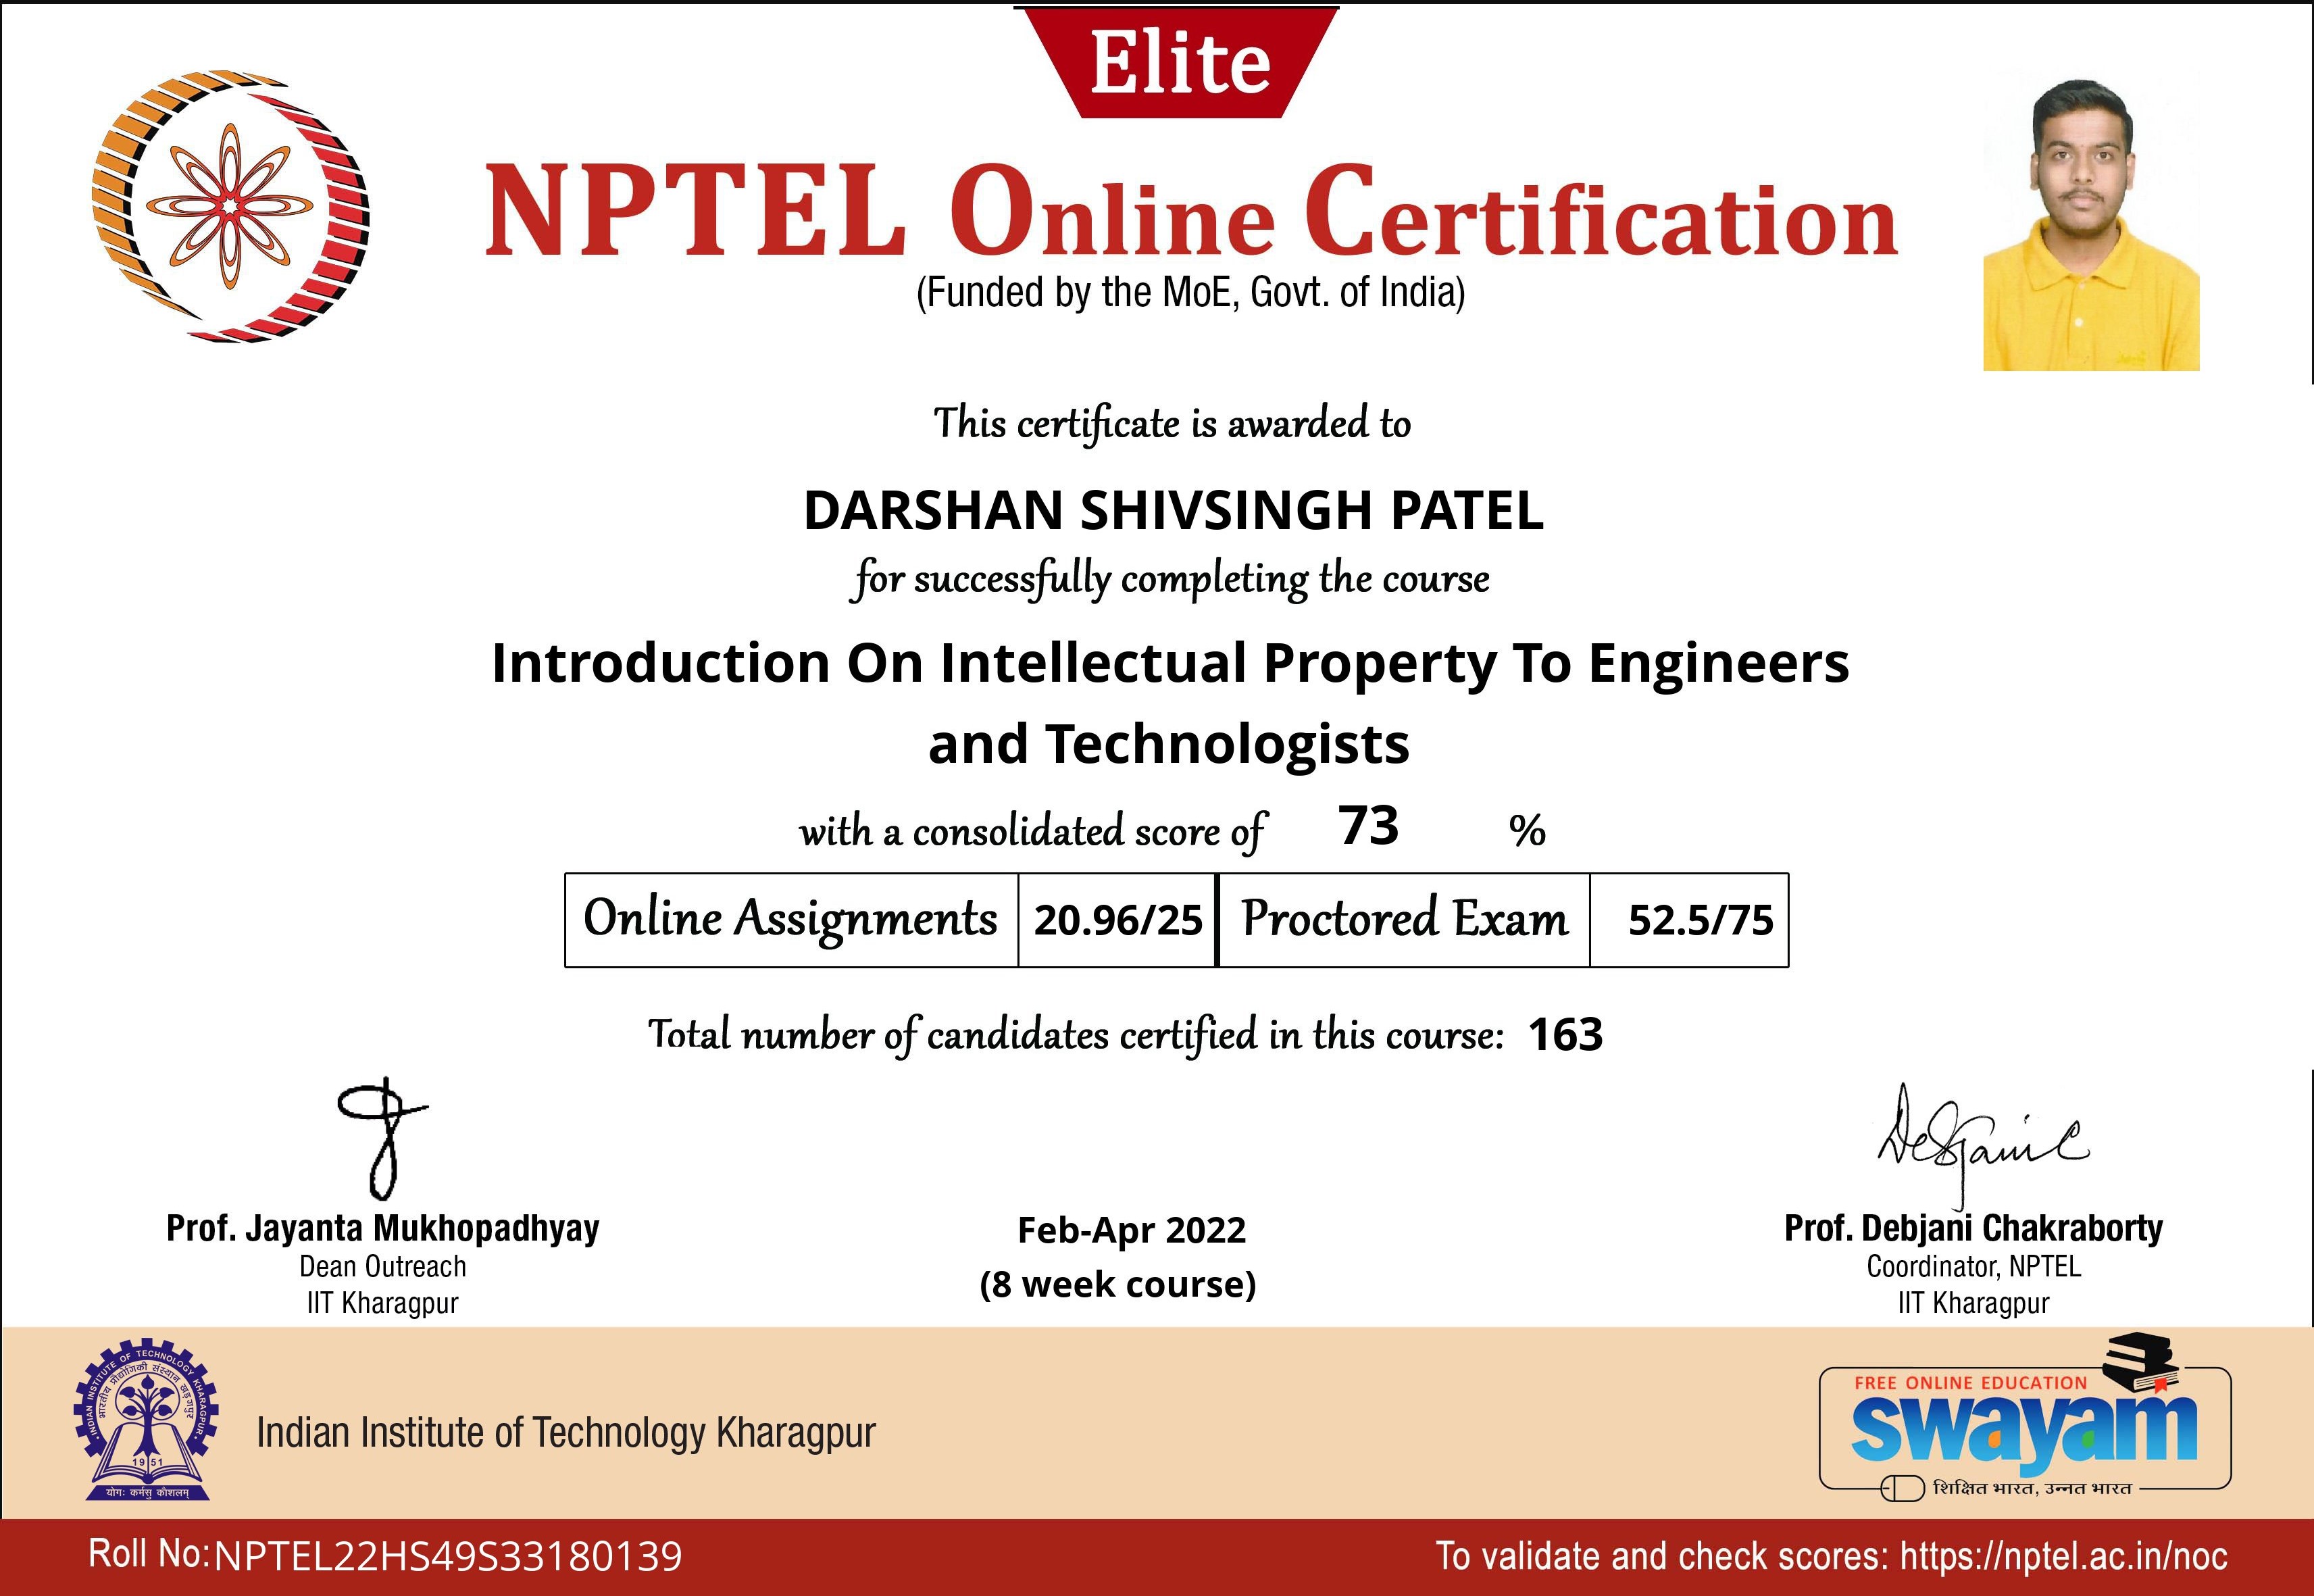 Elite
NPTEL Online Certification
(Funded by the MoE, Govt. of India)
This certificate is awarded to
DARSHAN SHIVSINGH PATEL
for successfully completing the course
Introduction On Intellectual Property To Engineers
and Technologists
with a consolidated score of 73 %
Online Assignments 20.96/25 Proctored Exam 52.5/75
Total number of candidates certified in this course: 163
Prof. Jayanta Mukhopadhyay
Dean Outreach
IIT Kharagpur
Feb-Apr 2022
(8 week course)
Prof. Debjani Chakraborty
Coordinator, NPTEL
IIT Kharagpur
INDIAN INSTITUTE OF TECHNOLOGY KHARAGPUR
भारतीय प्रौद्योगिकी संस्थान खड़गपुर
1951
योगः कर्मसु कौशलम्
Indian Institute of Technology Kharagpur
FREE ONLINE EDUCATION
swayam
शिक्षित भारत, उन्नत भारत
Roll No:NPTEL22HS49S33180139
To validate and check scores: https://nptel.ac.in/noc